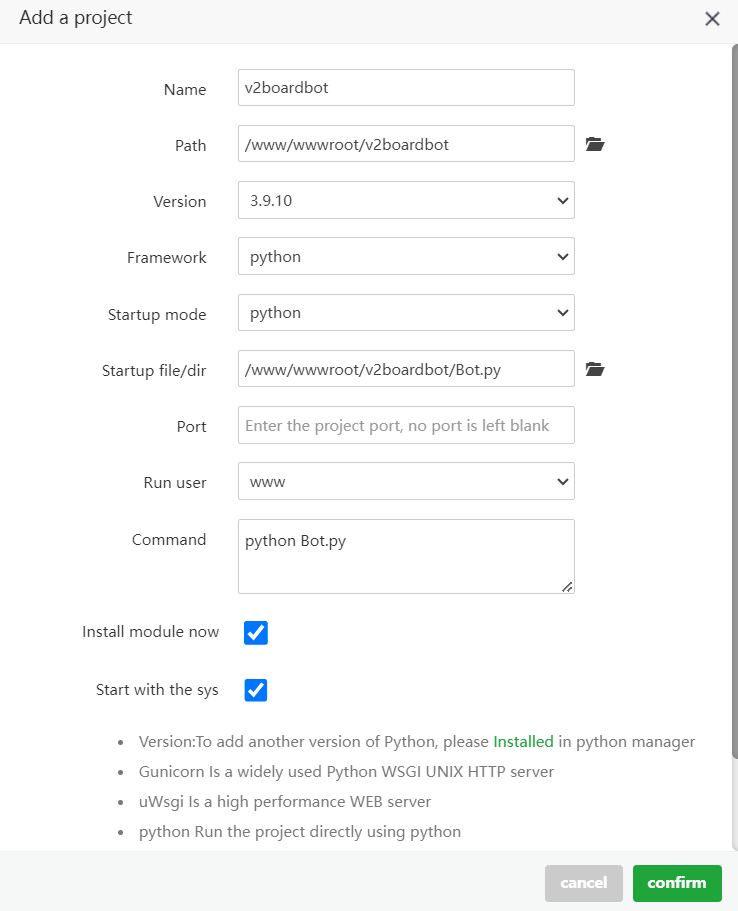 Add a project
Name v2boardbot
Path /www/wwwroot/v2boardbot
Version 3.9.10
Framework python
Startup mode python
Startup file/dir /www/wwwroot/v2boardbot/Bot.py
Port Enter the project port, no port is left blank
Run user www
Command python Bot.py
Install module now
Start with the sys
Version:To add another version of Python, please Installed in python manager
Gunicorn Is a widely used Python WSGI UNIX HTTP server
uWsgi Is a high performance WEB server
python Run the project directly using python
cancel confirm